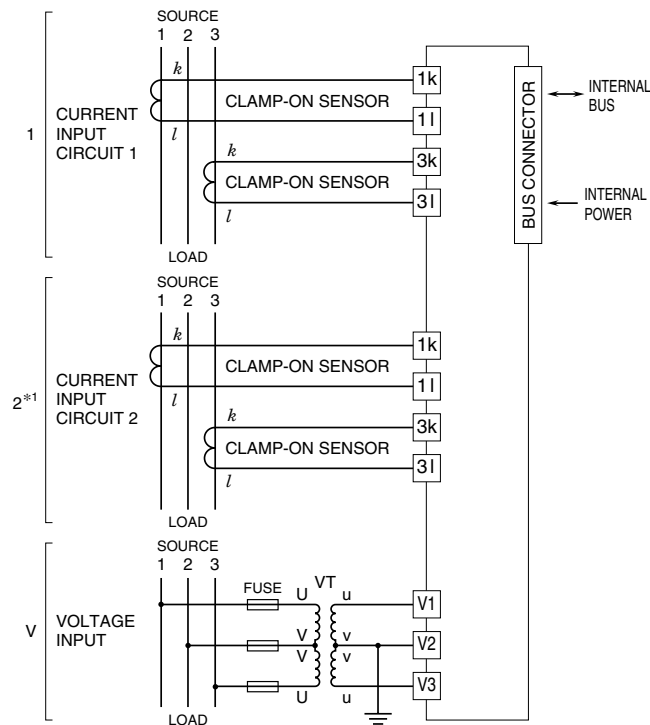 SOURCE
1 2 3
k
1k
CLAMP-ON SENSOR
1 CURRENT
INPUT
CIRCUIT 1
l
1l
k
3k
CLAMP-ON SENSOR
l
3l
LOAD
BUS CONNECTOR
INTERNAL
BUS
INTERNAL
POWER
SOURCE
1 2 3
k
1k
CLAMP-ON SENSOR
2*1 CURRENT
INPUT
CIRCUIT 2
l
1l
k
3k
CLAMP-ON SENSOR
l
3l
LOAD
SOURCE
1 2 3
FUSE
VT
U u V1
V VOLTAGE
INPUT
V v V2
V v
U u V3
LOAD